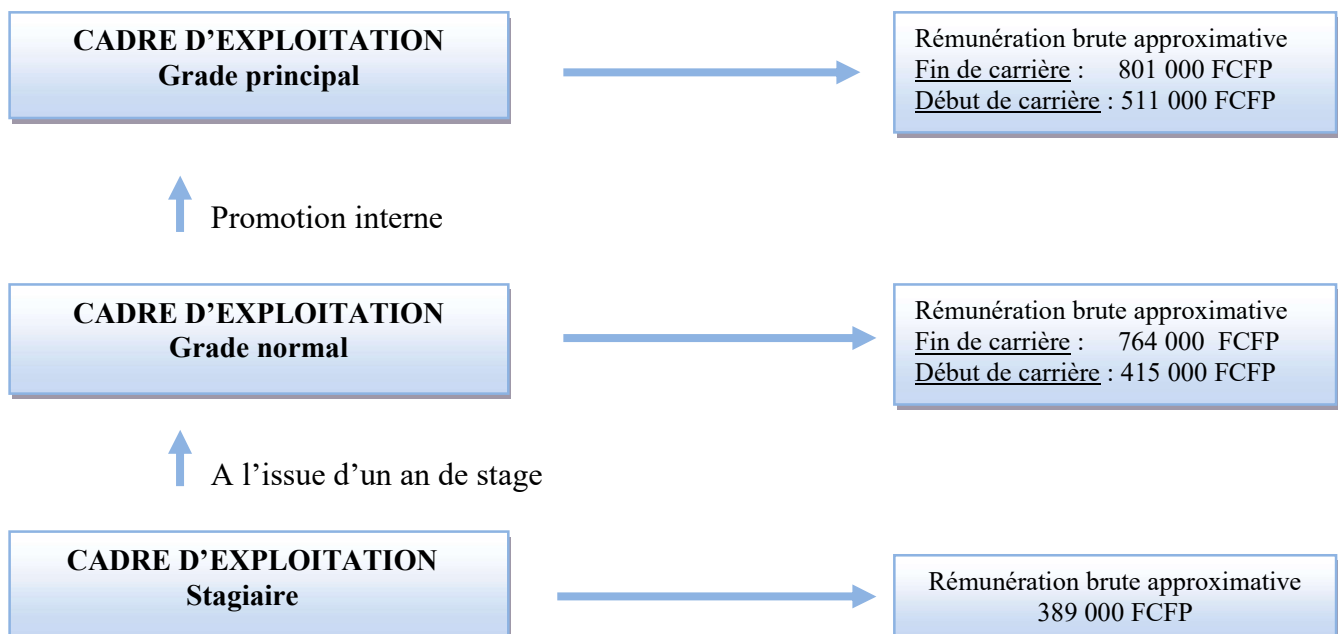 CADRE D’EXPLOITATION
Grade principal
Rémunération brute approximative
Fin de carrière : 801 000 FCFP
Début de carrière : 511 000 FCFP
Promotion interne
CADRE D’EXPLOITATION
Grade normal
Rémunération brute approximative
Fin de carrière : 764 000 FCFP
Début de carrière : 415 000 FCFP
A l’issue d’un an de stage
CADRE D’EXPLOITATION
Stagiaire
Rémunération brute approximative
389 000 FCFP